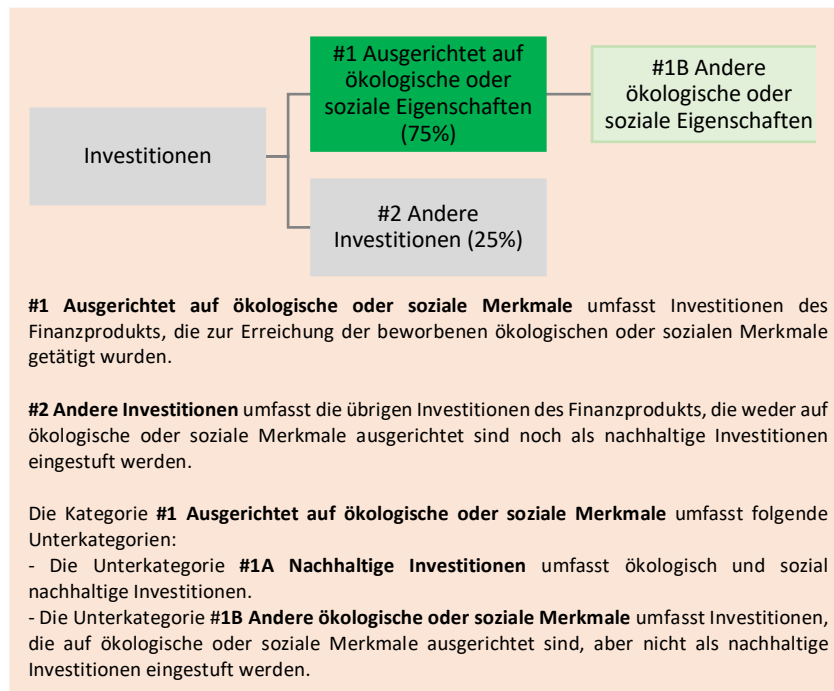 #1 Ausgerichtet auf
ökologische oder
soziale Eigenschaften
(75%)
#1B Andere
ökologische oder
soziale Eigenschaften
Investitionen
#2 Andere
Investitionen (25%)
#1 Ausgerichtet auf ökologische oder soziale Merkmale umfasst Investitionen des
Finanzprodukts, die zur Erreichung der beworbenen ökologischen oder sozialen Merkmale
getätigt wurden.
#2 Andere Investitionen umfasst die übrigen Investitionen des Finanzprodukts, die weder auf
ökologische oder soziale Merkmale ausgerichtet sind noch als nachhaltige Investitionen
eingestuft werden.
Die Kategorie #1 Ausgerichtet auf ökologische oder soziale Merkmale umfasst folgende
Unterkategorien:
- Die Unterkategorie #1A Nachhaltige Investitionen umfasst ökologisch und sozial
nachhaltige Investitionen.
- Die Unterkategorie #1B Andere ökologische oder soziale Merkmale umfasst Investitionen,
die auf ökologische oder soziale Merkmale ausgerichtet sind, aber nicht als nachhaltige
Investitionen eingestuft werden.